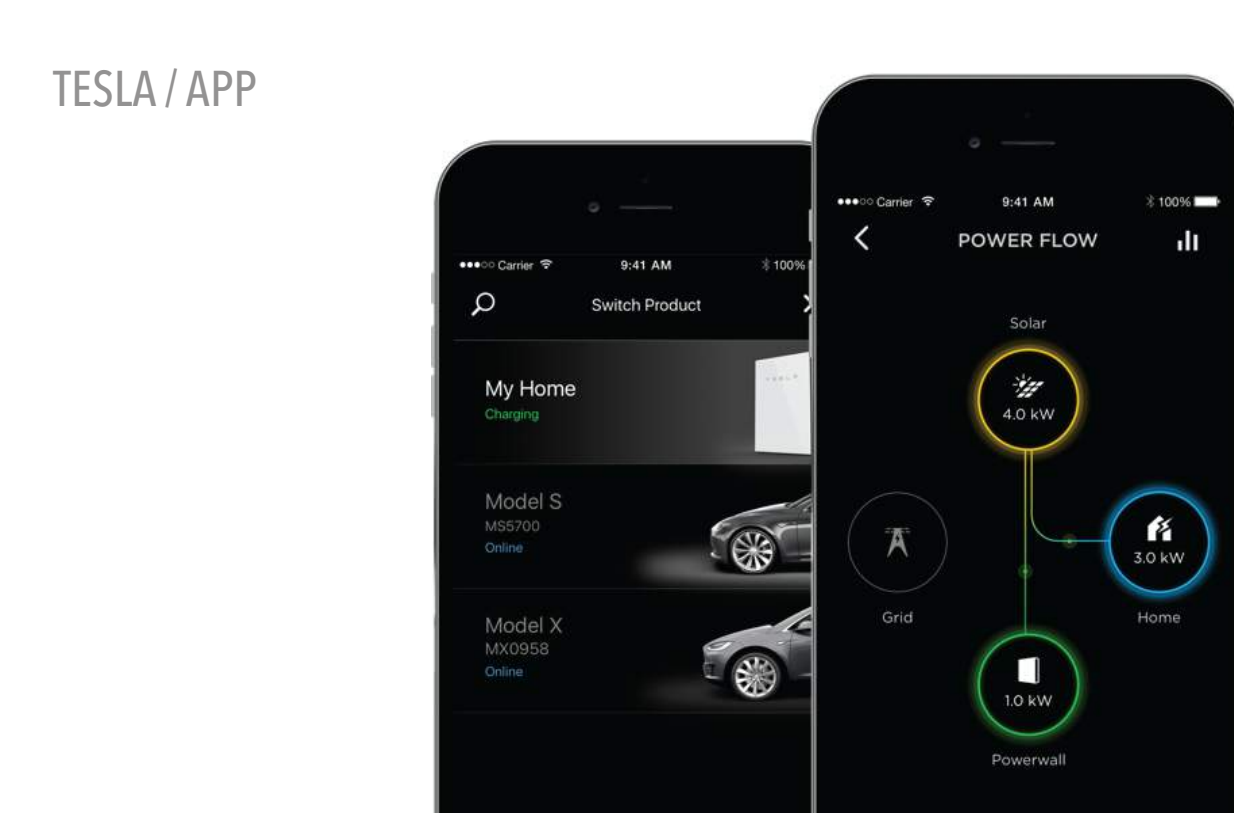 TESLA / APP
Carrier 9:41 AM 100%
Switch Product
My Home
Charging
TESLA
Model S
MS5700
Online
Model X
MX0958
Online
Carrier 9:41 AM 100%
POWER FLOW
Solar
4.0 kW
3.0 kW
Grid
Home
1.0 kW
Powerwall